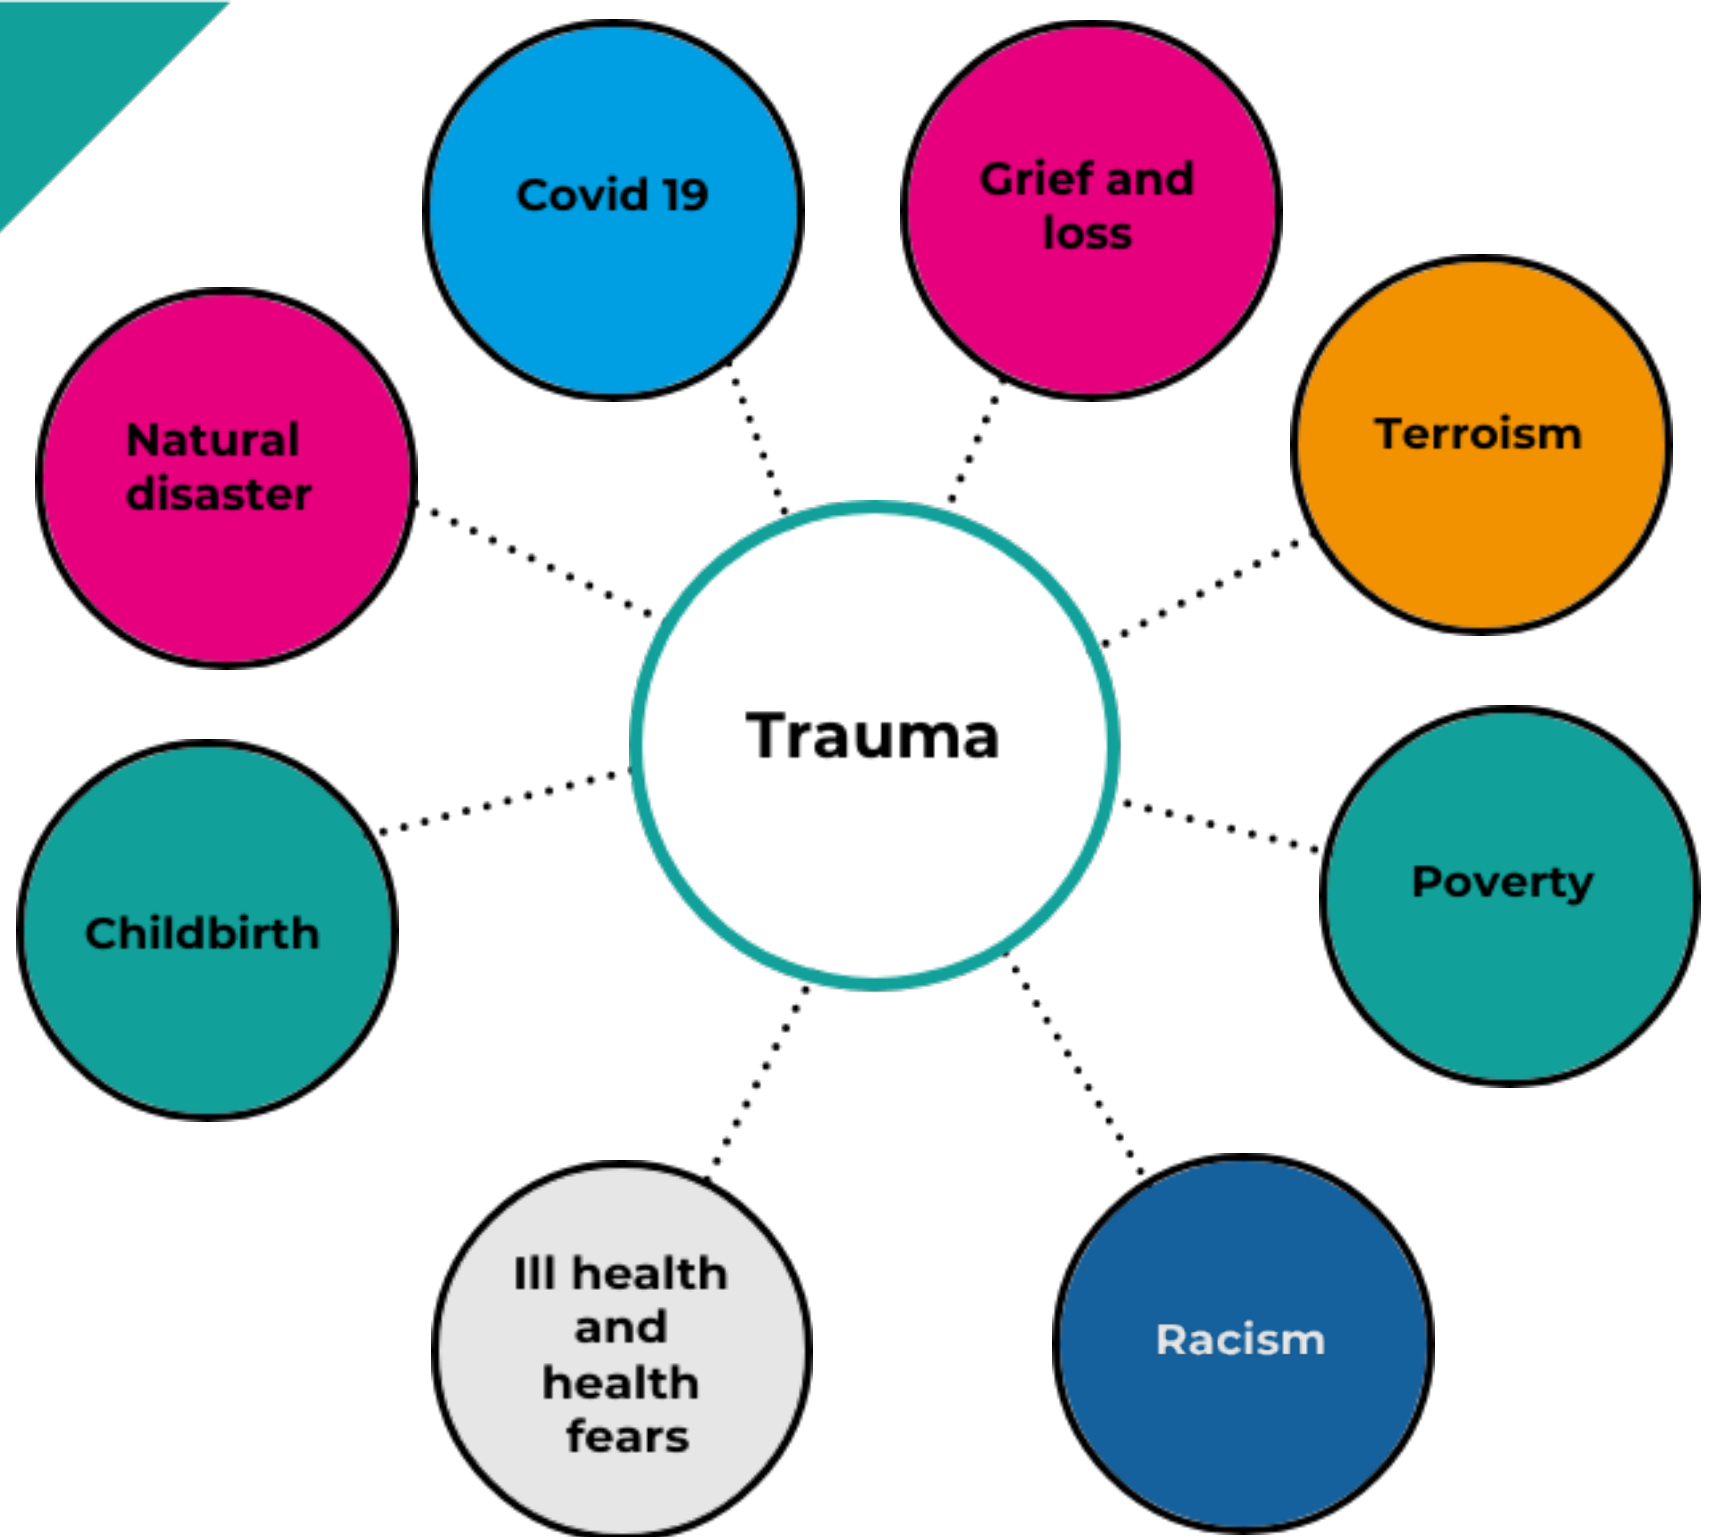 Covid 19
Grief and
loss
Terroism
Natural
disaster
Trauma
Poverty
Childbirth
Ill health
and
health
fears
Racism